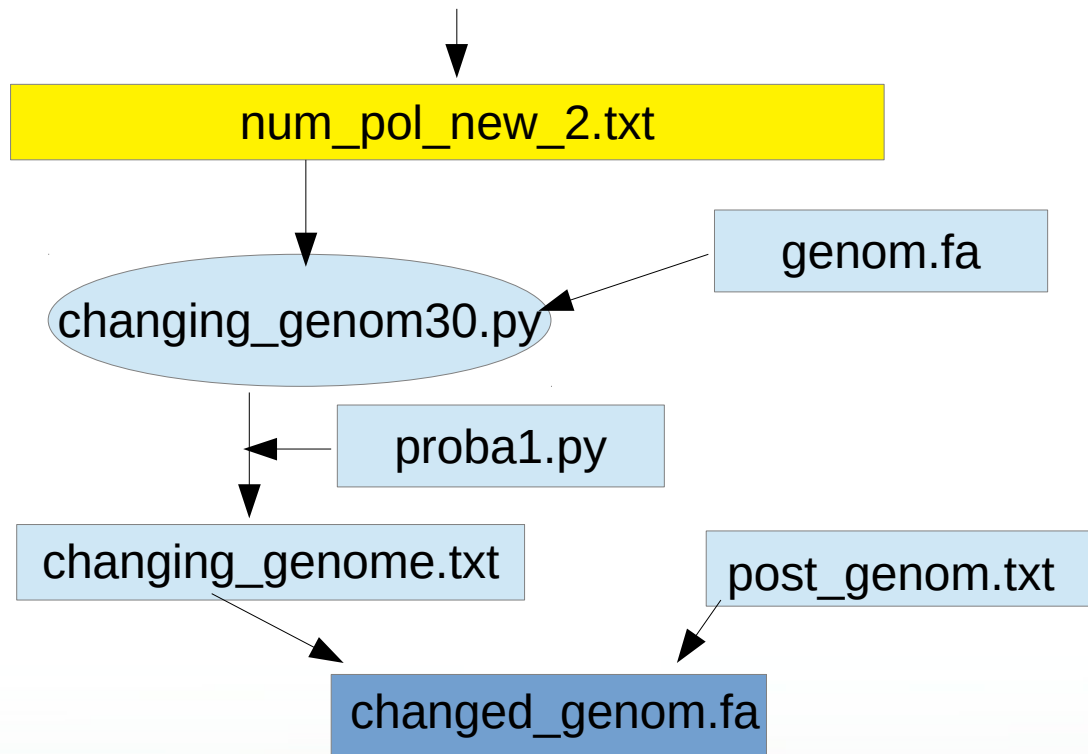 num_pol_new_2.txt
genom.fa
changing_genom30.py
proba1.py
changing_genome.txt
post_genom.txt
changed_genom.fa